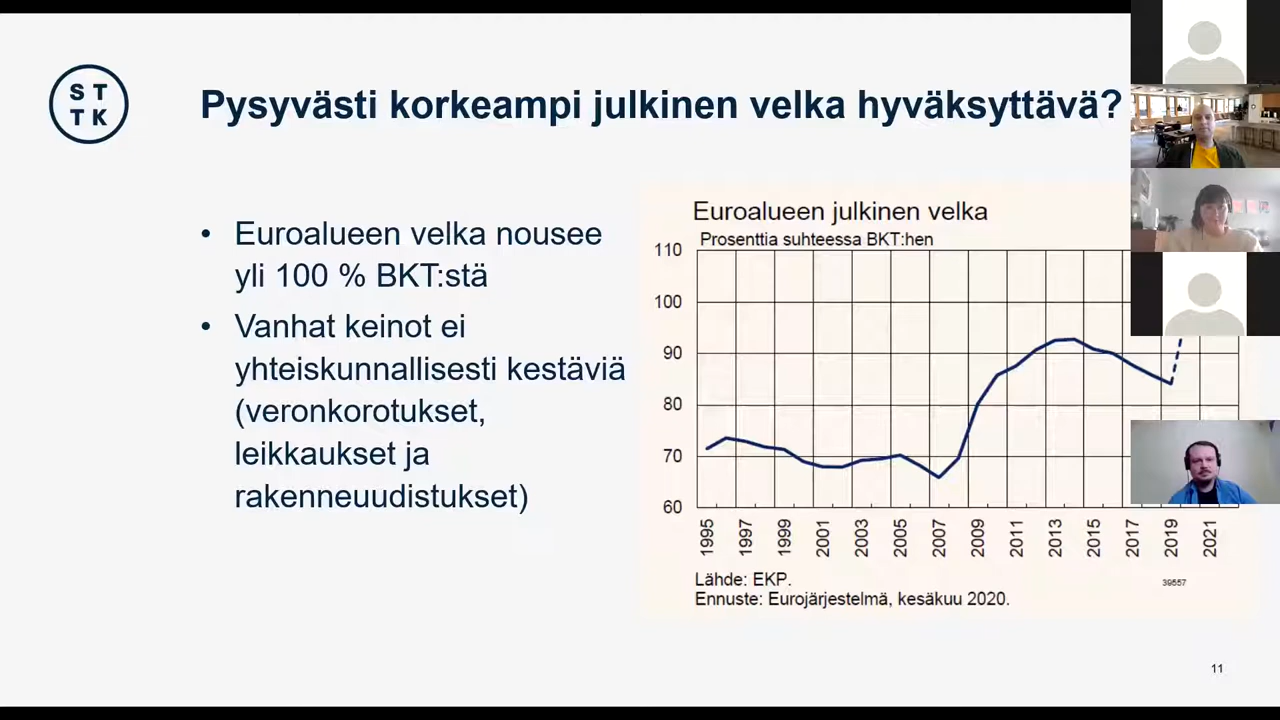 S T
T K
Pysyvästi korkeampi julkinen velka hyväksyttävä?
• Euroalueen velka nousee
yli 100 % BKT:stä
• Vanhat keinot ei
yhteiskunnallisesti kestäviä
(veronkorotukset,
leikkaukset ja
rakenneuudistukset)
Euroalueen julkinen velka
Prosenttia suhteessa BKT:hen
110
100
90
80
70
60
1995 1997 1999 2001 2003 2005 2007 2009 2011 2013 2015 2017 2019 2021
Lähde: EKP.
39557
Ennuste: Eurojärjestelmä, kesäkuu 2020.
11